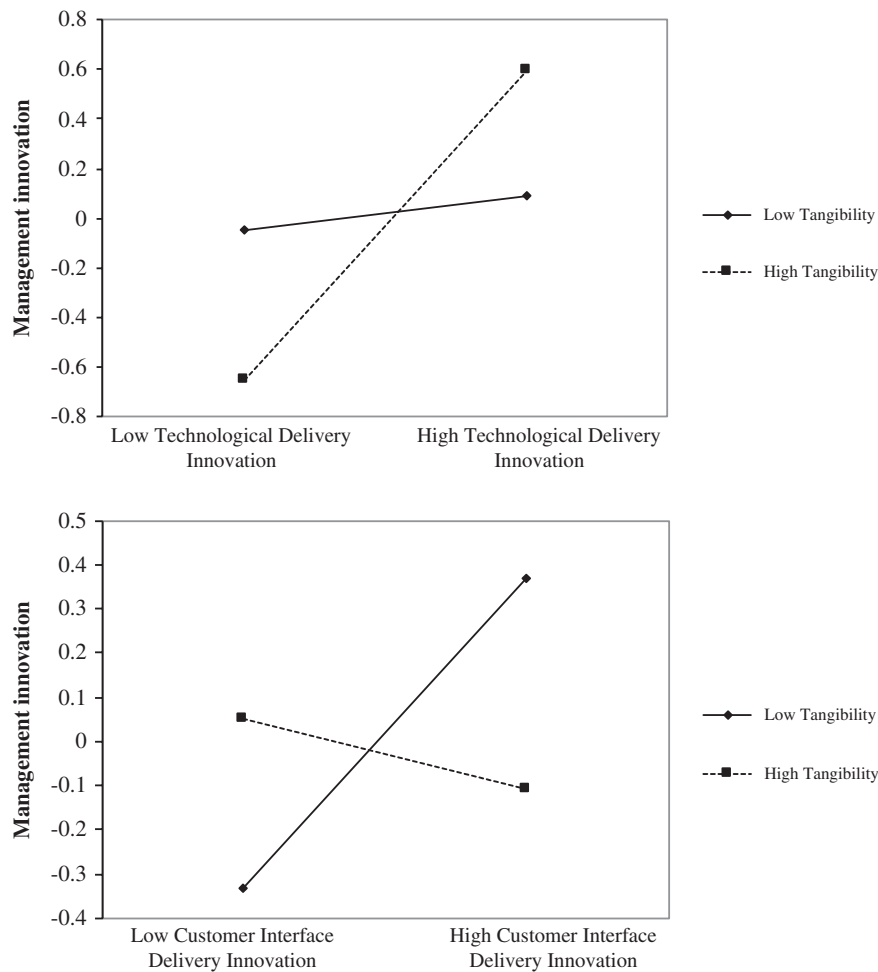 0.8
0.6
0.4
0.2
0
-0.2
-0.4
-0.6
-0.8
Management innovation
Low Technological Delivery
Innovation
High Technological Delivery
Innovation
Low Tangibility
High Tangibility
0.5
0.4
0.3
0.2
0.1
0
-0.1
-0.2
-0.3
-0.4
Management innovation
Low Customer Interface
Delivery Innovation
High Customer Interface
Delivery Innovation
Low Tangibility
High Tangibility